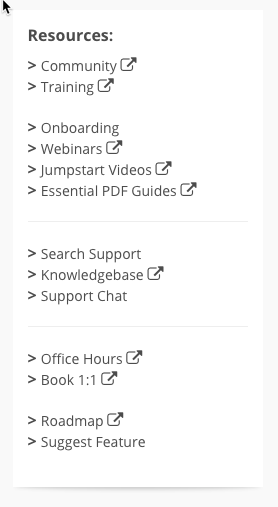 Resources:
> Community
> Training
> Onboarding
> Webinars
> Jumpstart Videos
> Essential PDF Guides
> Search Support
> Knowledgebase
> Support Chat
> Office Hours
> Book 1:1
> Roadmap
> Suggest Feature